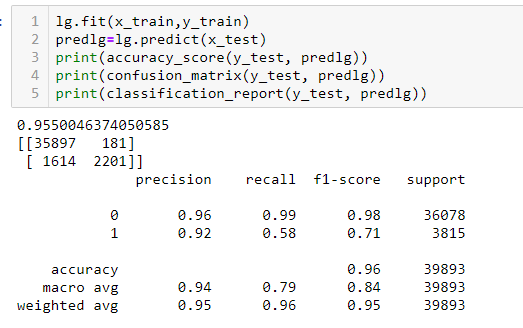 1 lg.fit(x_train,y_train)
2 predlg=lg.predict(x_test)
3 print(accuracy_score(y_test, predlg))
4 print(confusion_matrix(y_test, predlg))
5 print(classification_report(y_test, predlg))
0.9550046374050585
[[35897 181]
[ 1614 2201]]
precision recall f1-score support
0 0.96 0.99 0.98 36078
1 0.92 0.58 0.71 3815
accuracy 0.96 39893
macro avg 0.94 0.79 0.84 39893
weighted avg 0.95 0.96 0.95 39893